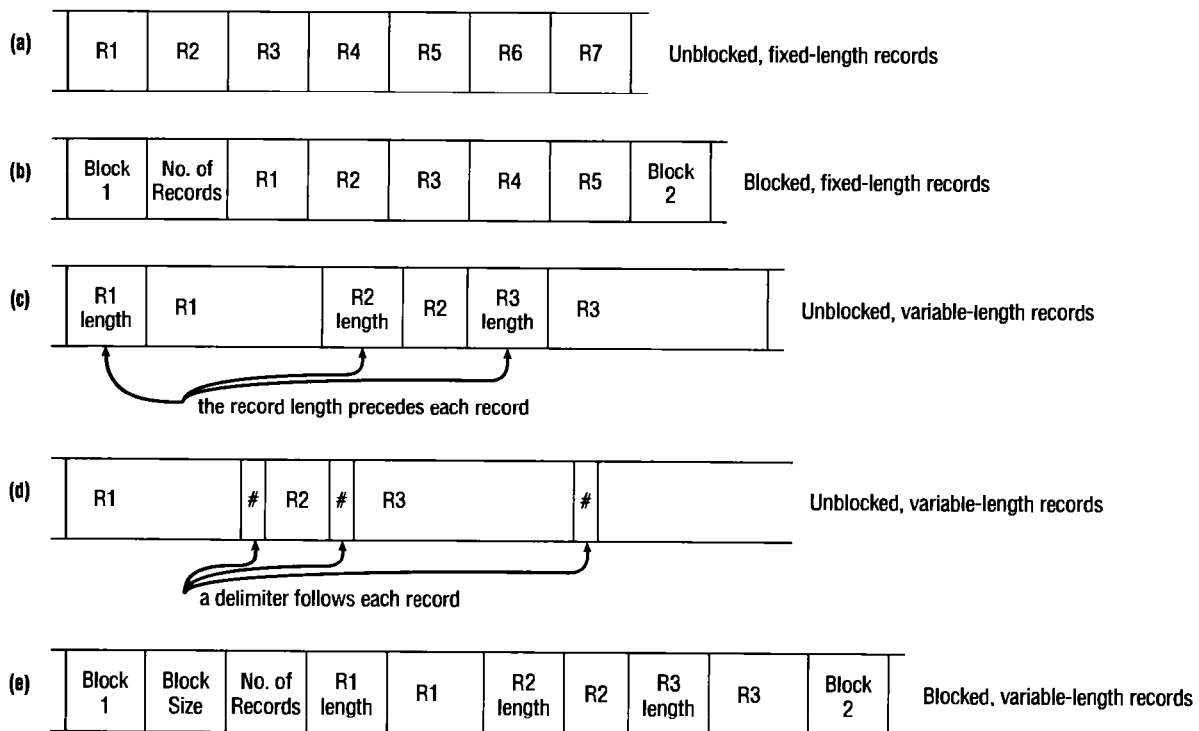 (a) R1 R2 R3 R4 R5 R6 R7 Unblocked, fixed-length records
(b) Block 1 No. of Records R1 R2 R3 R4 R5 Block 2 Blocked, fixed-length records
(c) R1 length R1 R2 length R2 R3 length R3 Unblocked, variable-length records
the record length precedes each record
(d) R1 # R2 # R3 # Unblocked, variable-length records
a delimiter follows each record
(e) Block 1 Block Size No. of Records R1 length R1 R2 length R2 R3 length R3 Block 2 Blocked, variable-length records